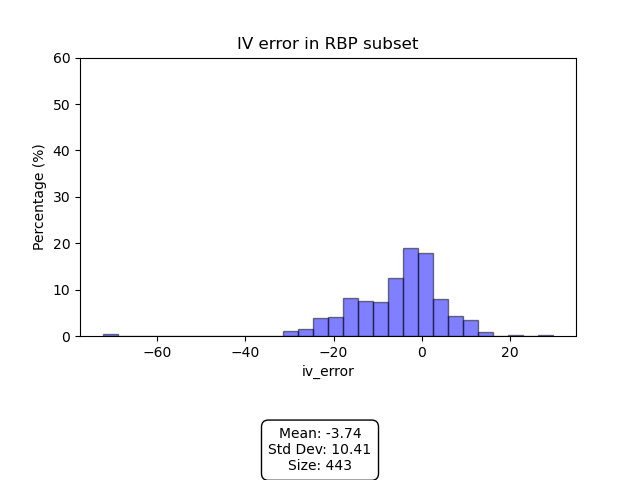 IV error in RBP subset
60
50
40
30
20
10
0
Percentage (%)
−60
−40
−20
0
20
iv_error
Mean: -3.74
Std Dev: 10.41
Size: 443